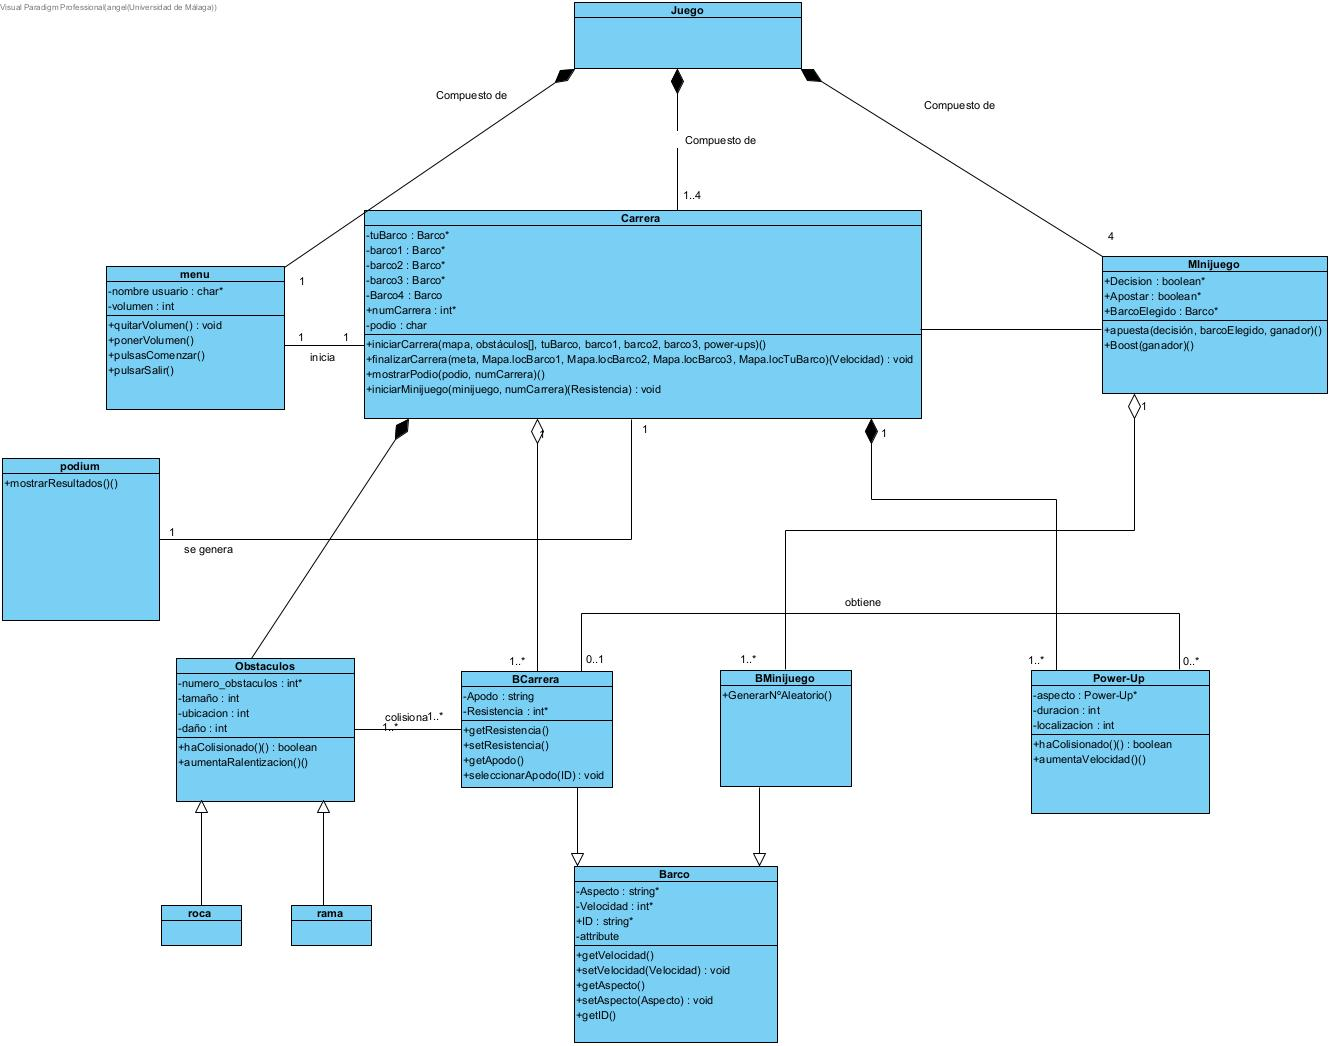 Visual Paradigm Professional(angel(Universidad de Málaga))
Juego
Compuesto de
Compuesto de
Compuesto de
1..4
4
1
Carrera
-tuBarco : Barco*
-barco1 : Barco*
-barco2 : Barco*
-barco3 : Barco*
-Barco4 : Barco
+numCarrera : int*
-podio : char
+iniciarCarrera(mapa, obstáculos[], tuBarco, barco1, barco2, barco3, power-ups)()
+finalizarCarrera(meta, Mapa.locBarco1, Mapa.locBarco2, Mapa.locBarco3, Mapa.locTuBarco)(Velocidad) : void
+mostrarPodio(podio, numCarrera)()
+iniciarMinijuego(minijuego, numCarrera)(Resistencia) : void
menu
-nombre usuario : char*
-volumen : int
+quitarVolumen() : void
+ponerVolumen()
+pulsasComenzar()
+pulsarSalir()
1
1
inicia
MInijuego
+Decision : boolean*
+Apostar : boolean*
+BarcoElegido : Barco*
+apuesta(decisión, barcoElegido, ganador)()
+Boost(ganador)()
1
1
1
1
podium
+mostrarResultados()()
1
se genera
obtiene
1..*
0..1
1..*
1..*
0..*
Obstaculos
-numero_obstaculos : int*
-tamaño : int
-ubicacion : int
-daño : int
+haColisionado()() : boolean
+aumentaRalentizacion()()
colisiona
1..*
1..*
BCarrera
-Apodo : string
-Resistencia : int*
+getResistencia()
+setResistencia()
+getApodo()
+seleccionarApodo(ID) : void
BMinijuego
+GenerarNºAleatorio()
Power-Up
-aspecto : Power-Up*
-duracion : int
-localizacion : int
+haColisionado()() : boolean
+aumentaVelocidad()()
roca
rama
Barco
-Aspecto : string*
-Velocidad : int*
+ID : string*
-attribute
+getVelocidad()
+setVelocidad(Velocidad) : void
+getAspecto()
+setAspecto(Aspecto) : void
+getID()